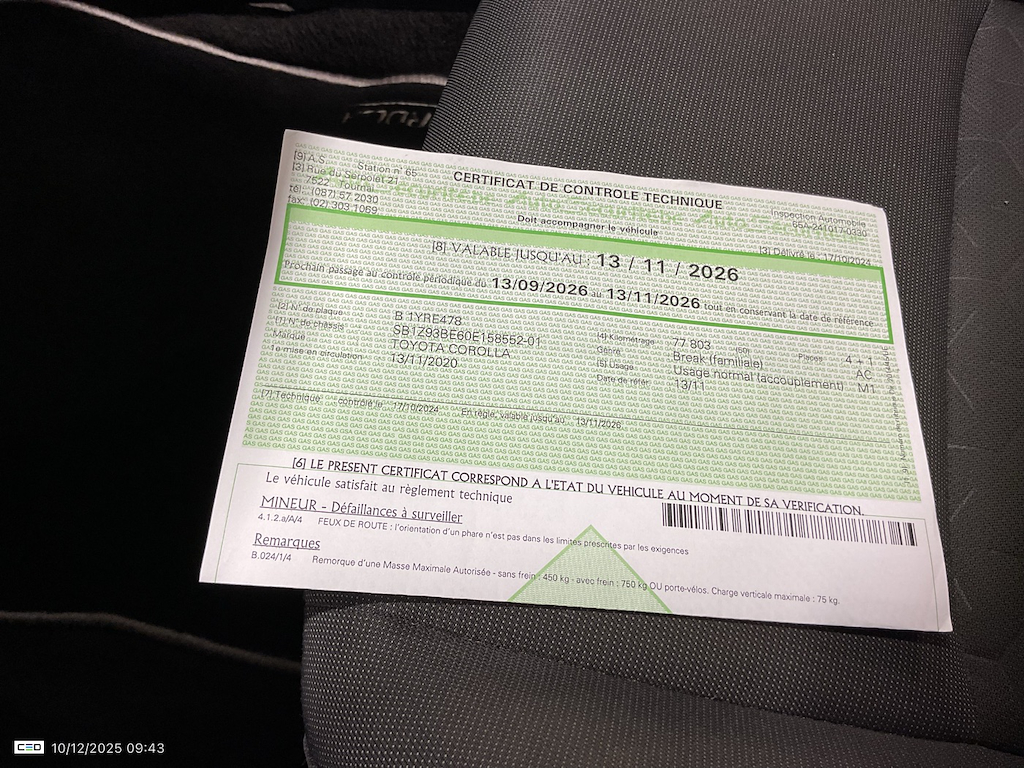 [9] A.S. Station n° 65
[3] Rue du Serpolet 21
7522 Tournai
tél.: (087) 57 2030
fax: (02) 303 1069
CERTIFICAT DE CONTROLE TECHNIQUE
Doit accompagner le véhicule
Inspection Automobile
65A-241017-0330
[3] Délivré le : 17/10/2024
[8] VALABLE JUSQU'AU : 13 / 11 / 2026
Prochain passage au contrôle périodique du 13/09/2026 au 13/11/2026 tout en conservant la date de référence
[2] N° de plaque B 1YRE478
[1] N° de châssis SB1Z93BE60E158552-01
Marque TOYOTA COROLLA
1e mise en circulation 13/11/2020
[4] Kilométrage 77 803 Places 4 + 1
Genre Break (familiale) AC
[5] Usage Usage normal (accouplement) M1
Date de référ. 13/11
[7] Technique contrôlé le 17/10/2024 En règle, valable jusqu'au 13/11/2026
[6] LE PRESENT CERTIFICAT CORRESPOND A L'ETAT DU VEHICULE AU MOMENT DE SA VERIFICATION.
Le véhicule satisfait au règlement technique
MINEUR - Défaillances à surveiller
4.1.2.a/A/4 FEUX DE ROUTE : l'orientation d'un phare n'est pas dans les limites prescrites par les exigences
Remarques
B.024/1/4 Remorque d'une Masse Maximale Autorisée - sans frein : 450 kg - avec frein : 750 kg OU porte-vélos. Charge verticale maximale : 75 kg.
10/12/2025 09:43